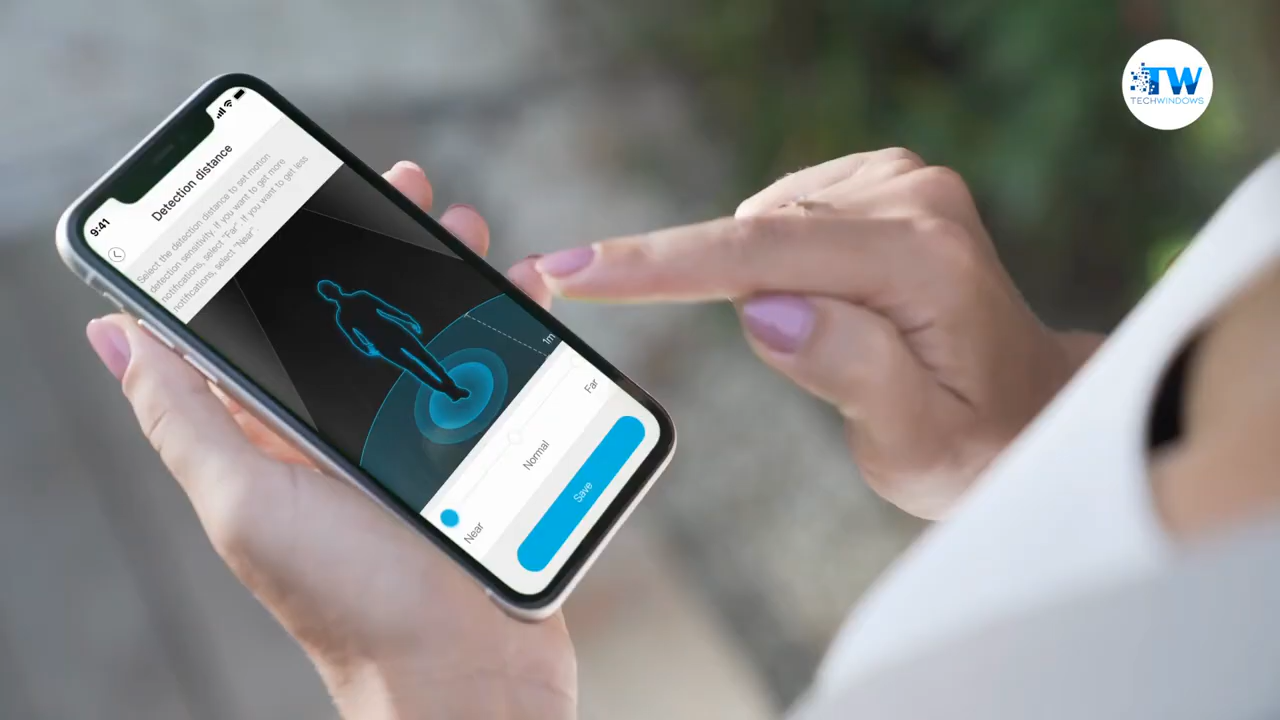 9:41
Detection distance
Select the detection distance to set motion
detection sensitivity. If you want to get more
notifications, select "Far". If you want to get less
notifications, select "Near".
1m
Near
Normal
Far
Save
TW
TECHWINDOWS